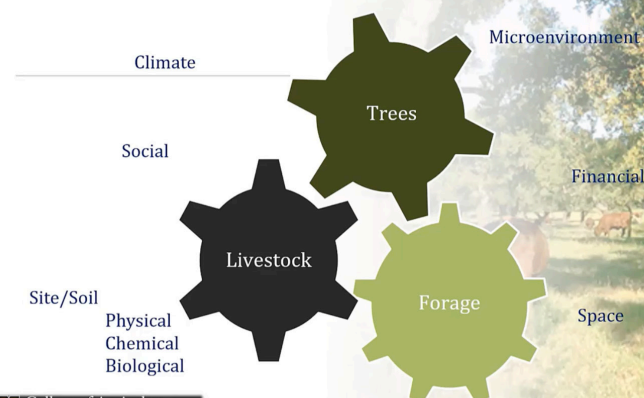 Microenvironment
Climate
Trees
Social
Financial
Livestock
Site/Soil
Forage
Space
Physical
Chemical
Biological